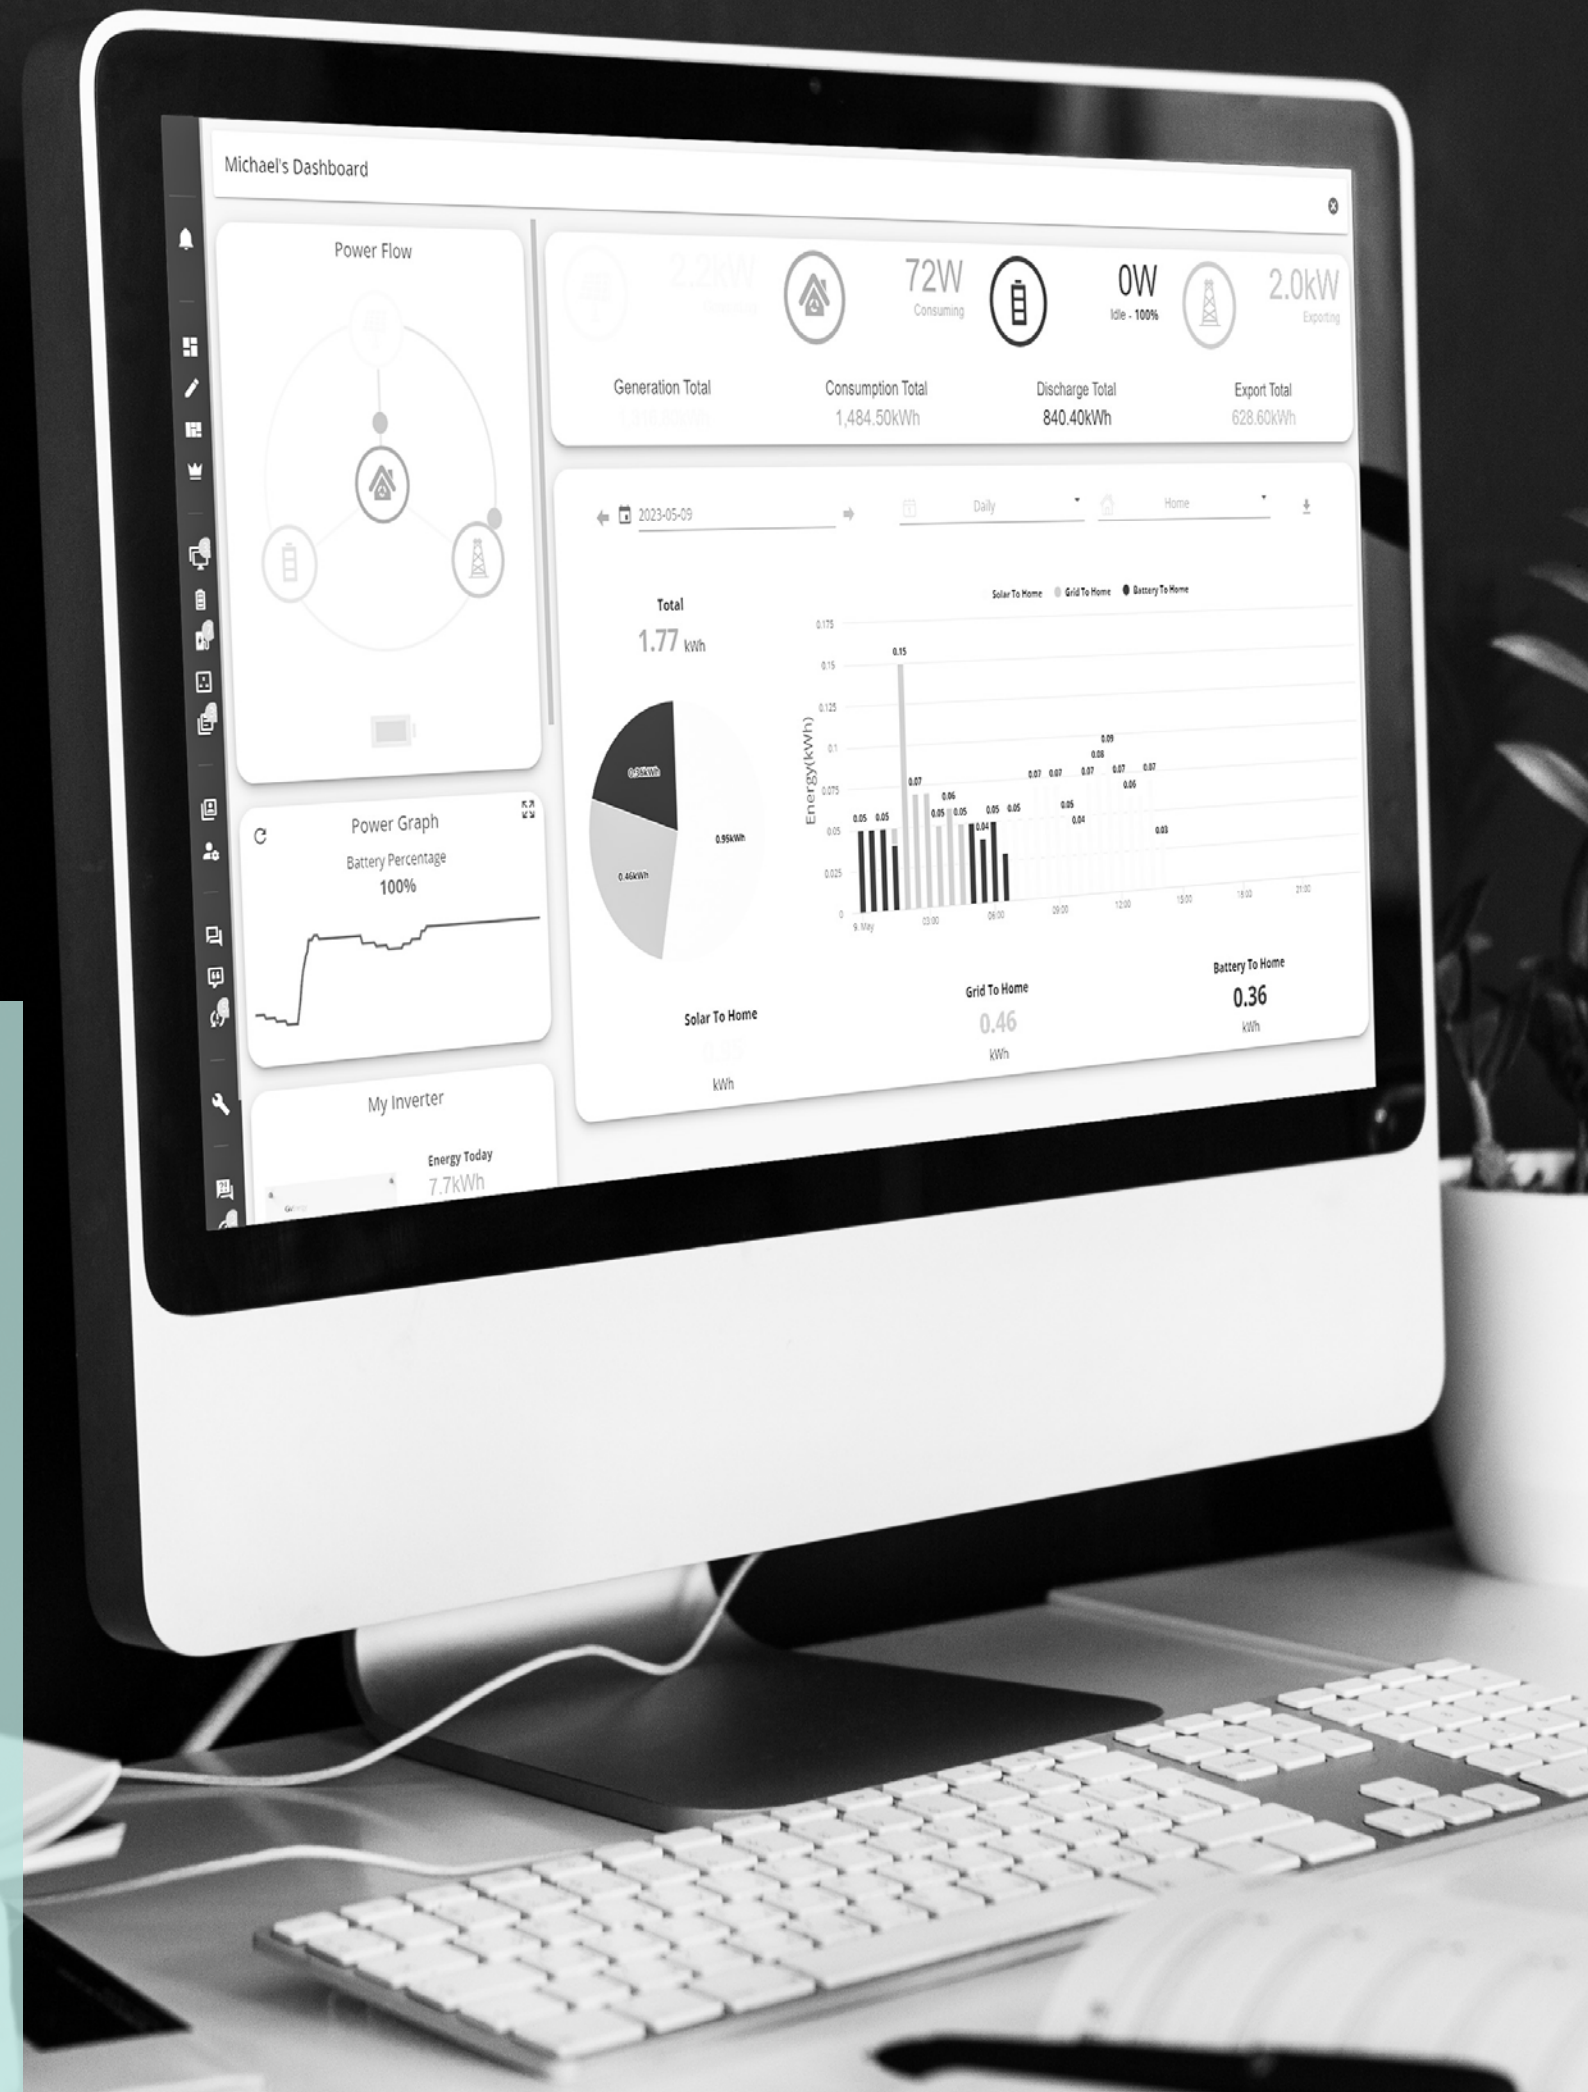 Michael's Dashboard
Power Flow
2.2kW
72W
Consuming
0W
Idle - 100%
2.0kW
Exporting
Generation Total
Consumption Total
1,484.50kWh
Discharge Total
840.40kWh
Export Total
628.60kWh
2023-05-09
Daily
Home
Total
1.77 kWh
Solar To Home
Grid To Home
Battery To Home
Energy(kWh)
0.175
0.15
0.125
0.1
0.075
0.05
0.025
0
0.05
0.05
0.15
0.07
0.05
0.06
0.05
0.04
0.05
0.05
0.07
0.07
0.05
0.04
0.07
0.08
0.09
0.07
0.06
0.07
0.03
9. May
03:00
06:00
09:00
12:00
15:00
18:00
21:00
0.36kWh
0.46kWh
0.95kWh
Solar To Home
kWh
Grid To Home
0.46
kWh
Battery To Home
0.36
kWh
Power Graph
Battery Percentage
100%
My Inverter
Energy Today
7.7kWh